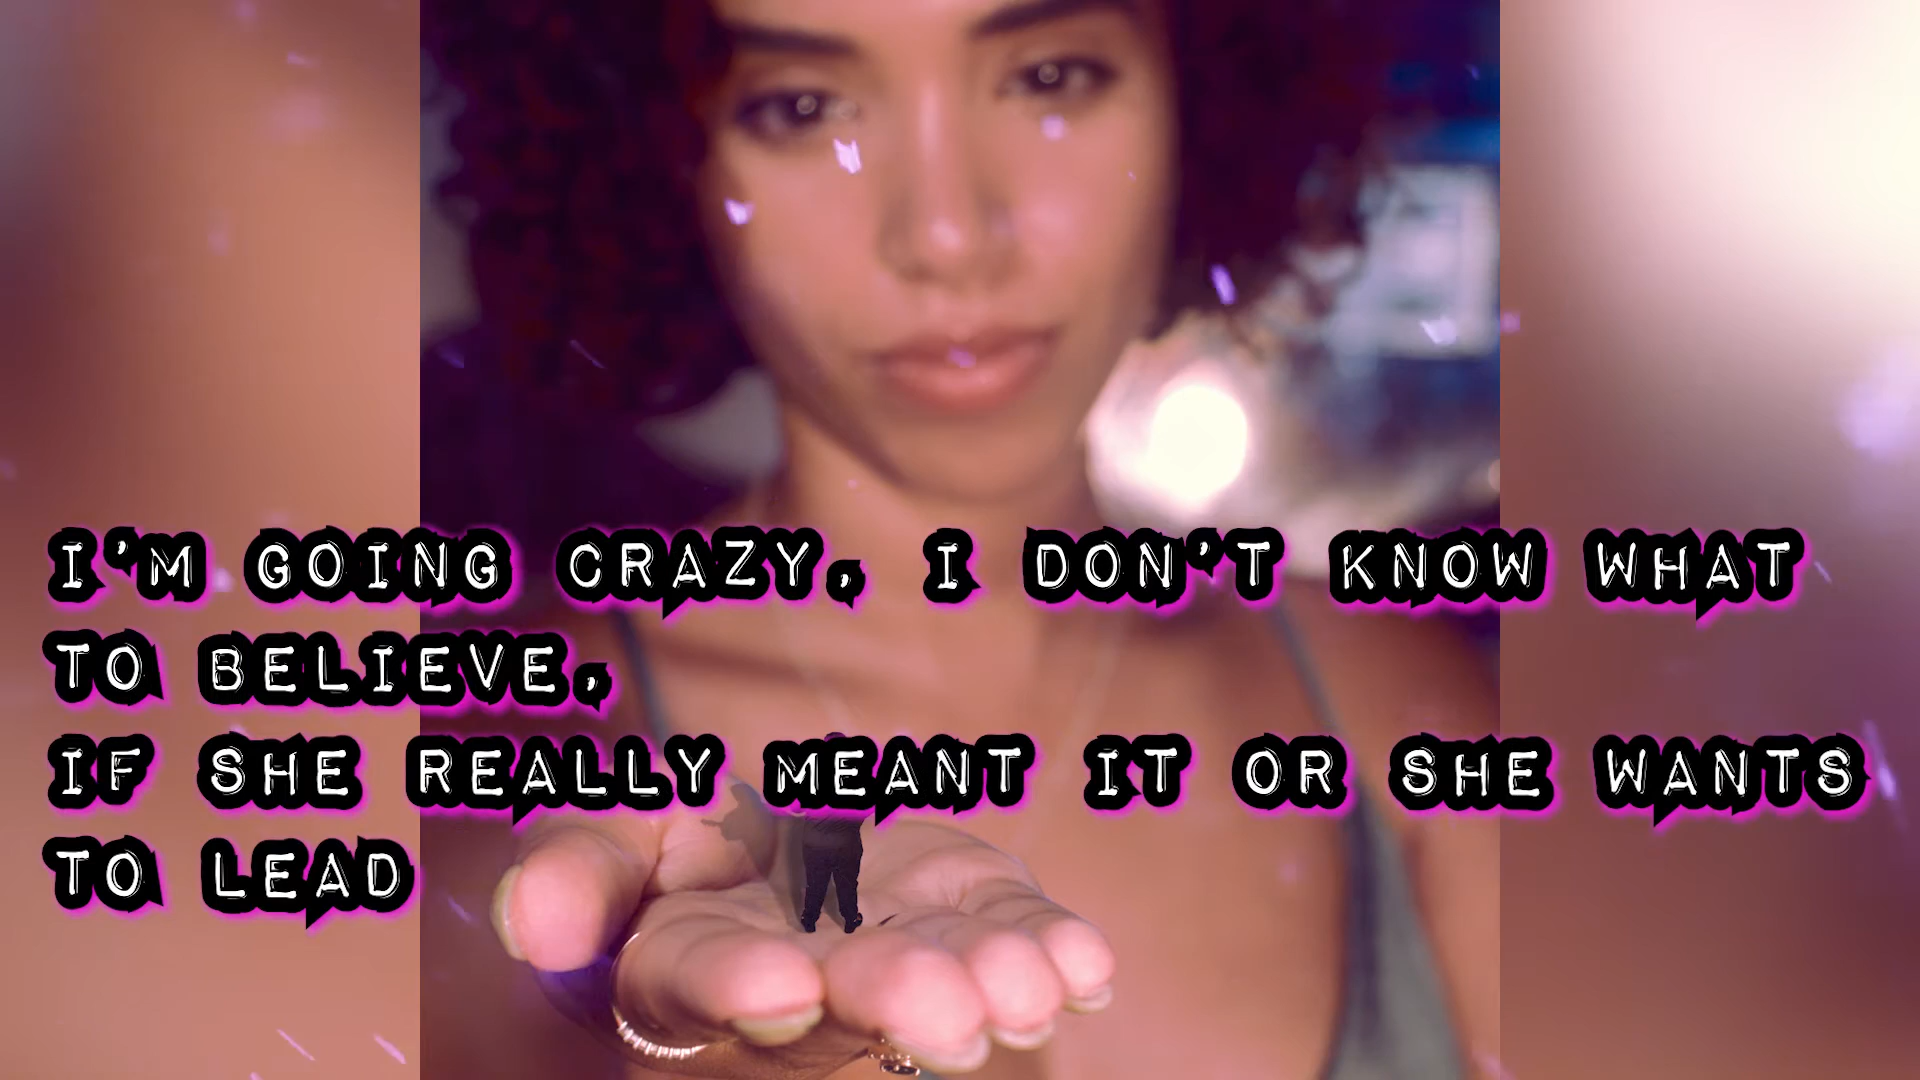 I'M GOING CRAZY, I DON'T KNOW WHAT
TO BELIEVE,
IF SHE REALLY MEANT IT OR SHE WANTS
TO LEAD